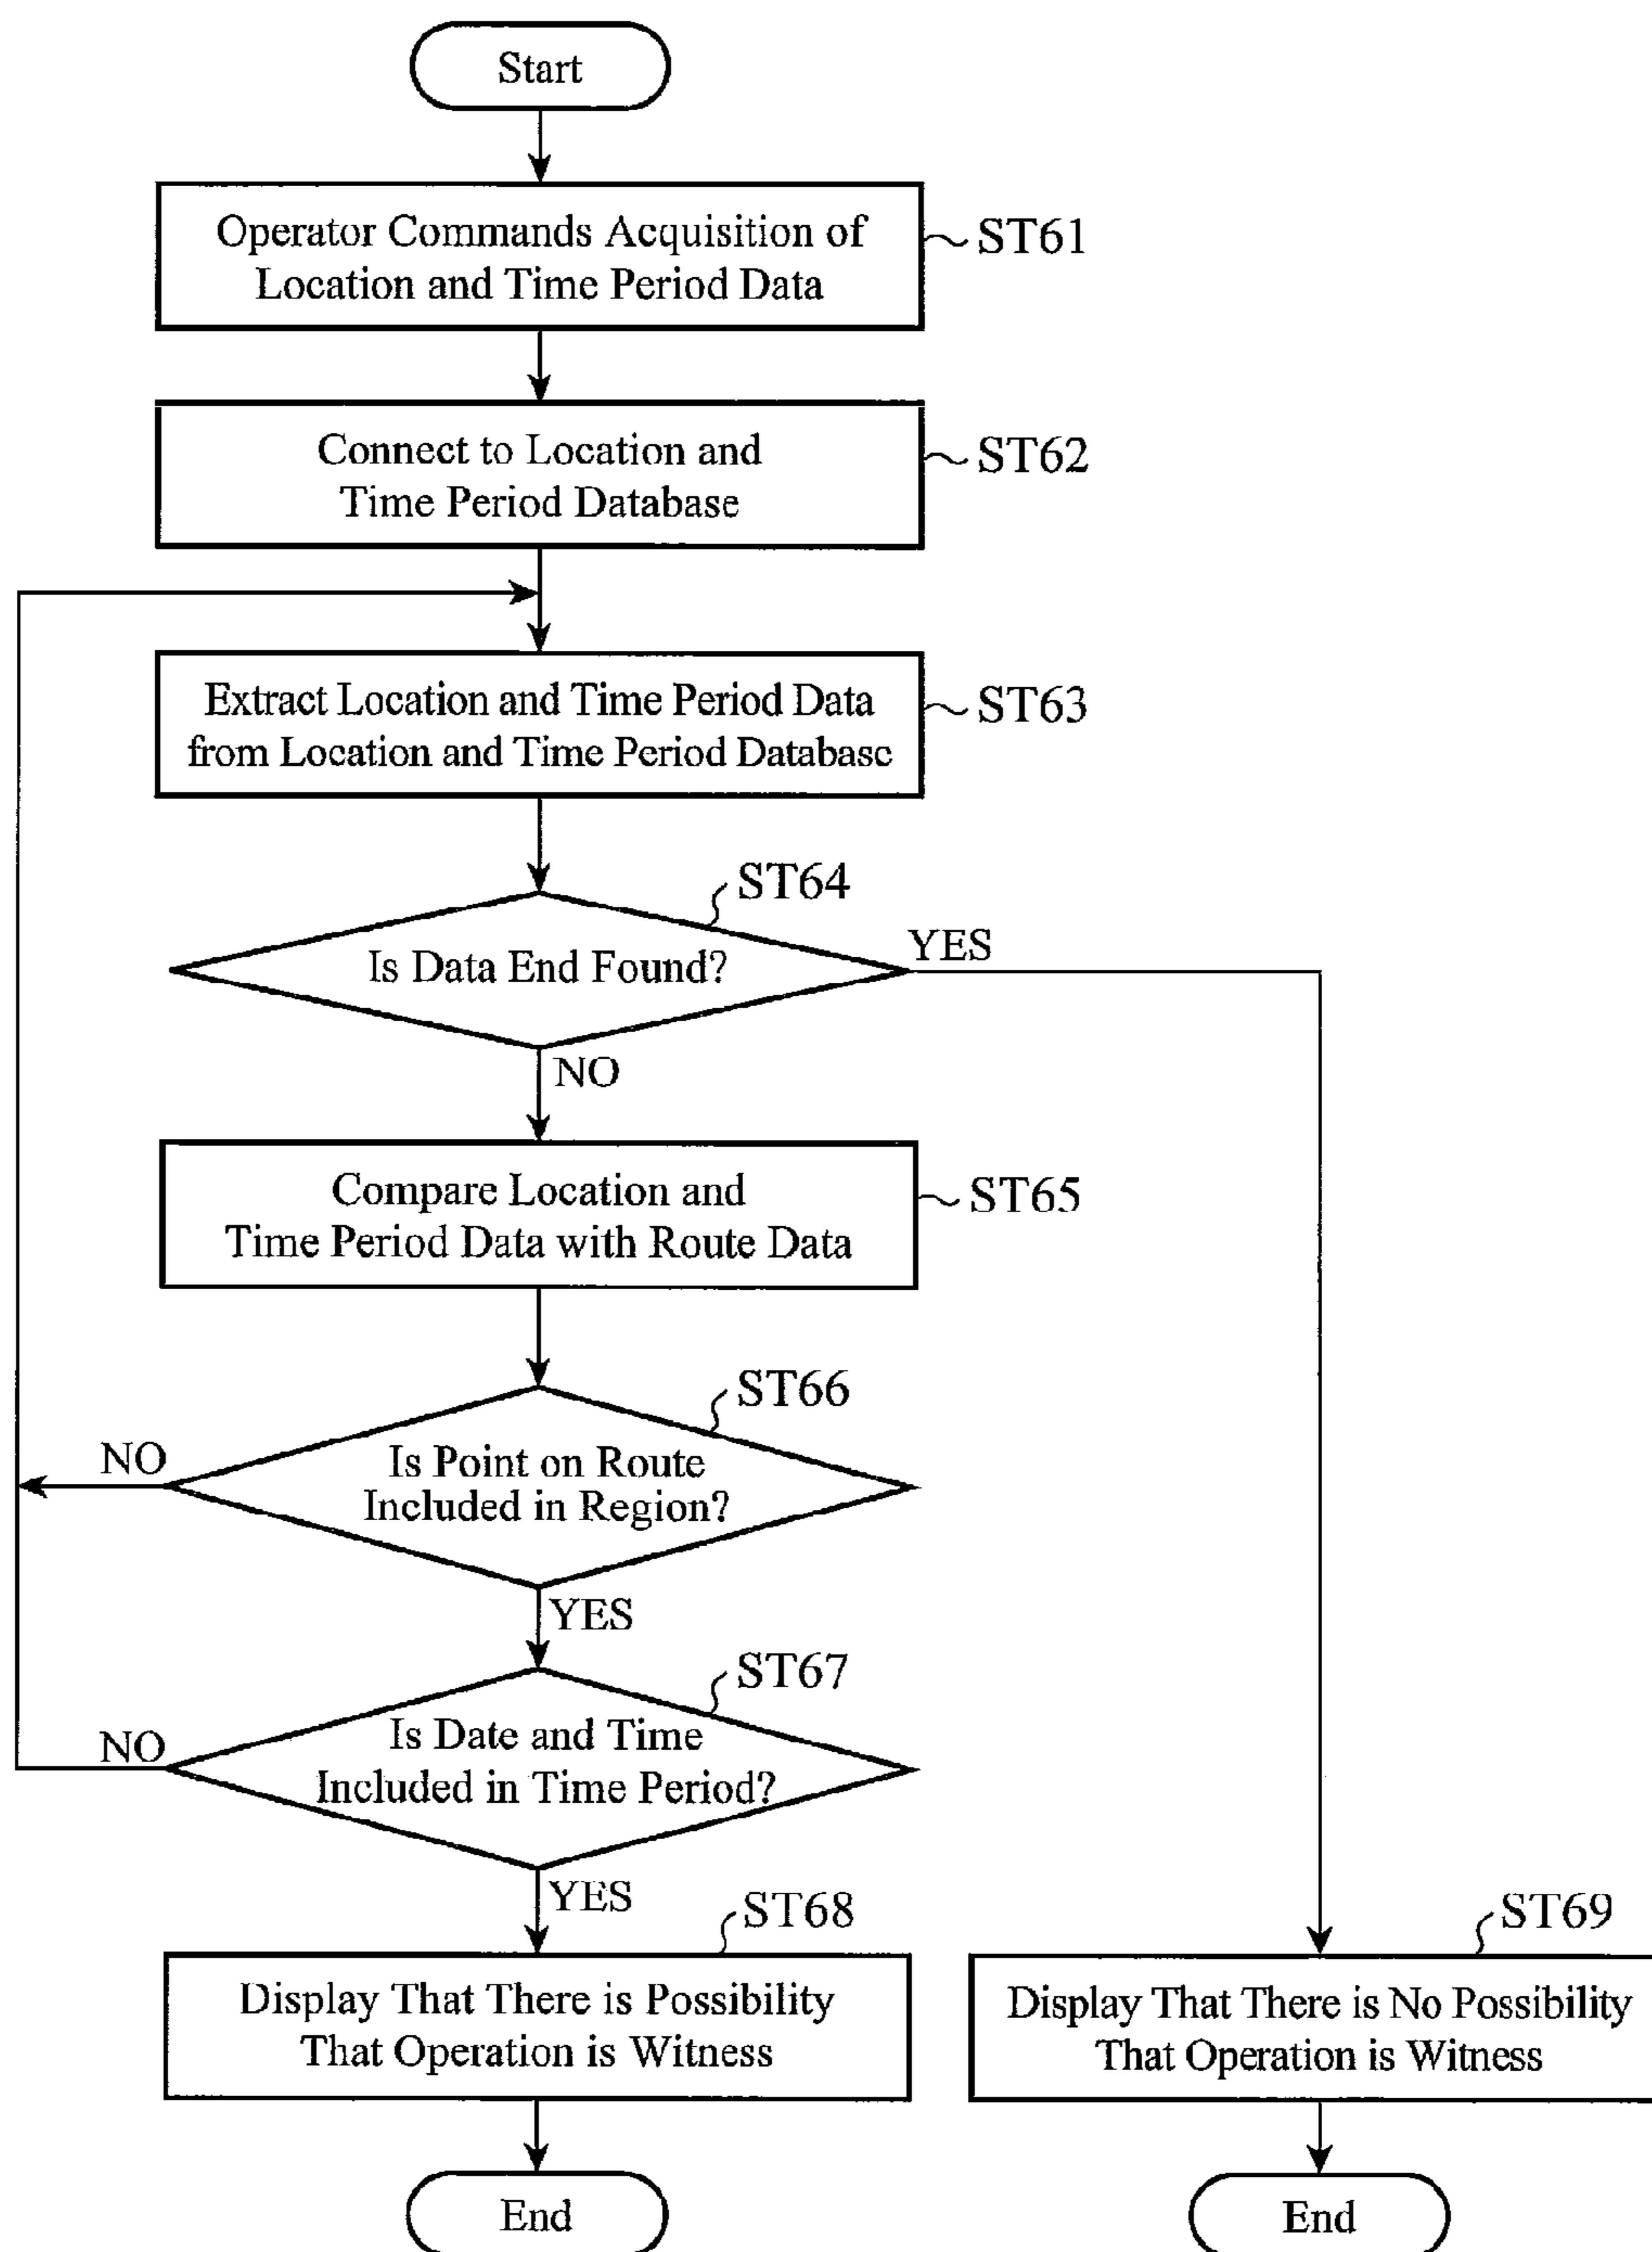 Start
Operator Commands Acquisition of
Location and Time Period Data
ST61
Connect to Location and
Time Period Database
ST62
Extract Location and Time Period Data
from Location and Time Period Database
ST63
ST64
Is Data End Found?
YES
NO
Compare Location and
Time Period Data with Route Data
ST65
ST66
Is Point on Route
Included in Region?
NO
YES
ST67
Is Date and Time
Included in Time Period?
NO
YES
ST68
Display That There is Possibility
That Operation is Witness
ST69
Display That There is No Possibility
That Operation is Witness
End
End